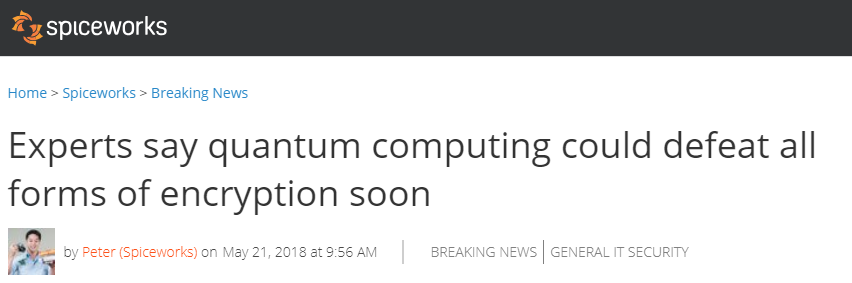 spiceworks
Home > Spiceworks > Breaking News
Experts say quantum computing could defeat all
forms of encryption soon
by Peter (Spiceworks) on May 21, 2018 at 9:56 AM | BREAKING NEWS | GENERAL IT SECURITY